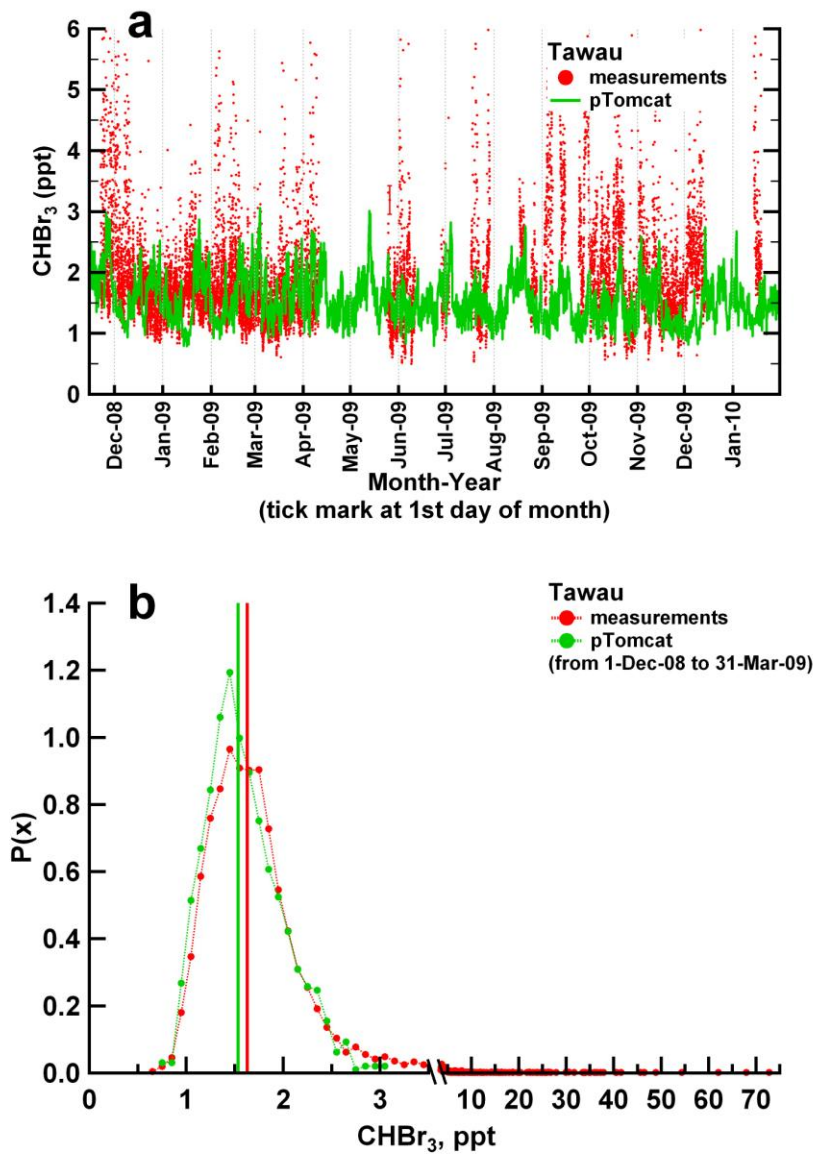 a
6
5
4
3
2
1
0
CHBr₃ (ppt)
Tawau
measurements
pTomcat
Dec-08
Jan-09
Feb-09
Mar-09
Apr-09
May-09
Jun-09
Jul-09
Aug-09
Sep-09
Oct-09
Nov-09
Dec-09
Jan-10
Month-Year
(tick mark at 1st day of month)
b
Tawau
measurements
pTomcat
(from 1-Dec-08 to 31-Mar-09)
1.4
1.2
1.0
0.8
0.6
0.4
0.2
0.0
P(x)
0 1 2 3 10 20 30 40 50 60 70
CHBr₃, ppt